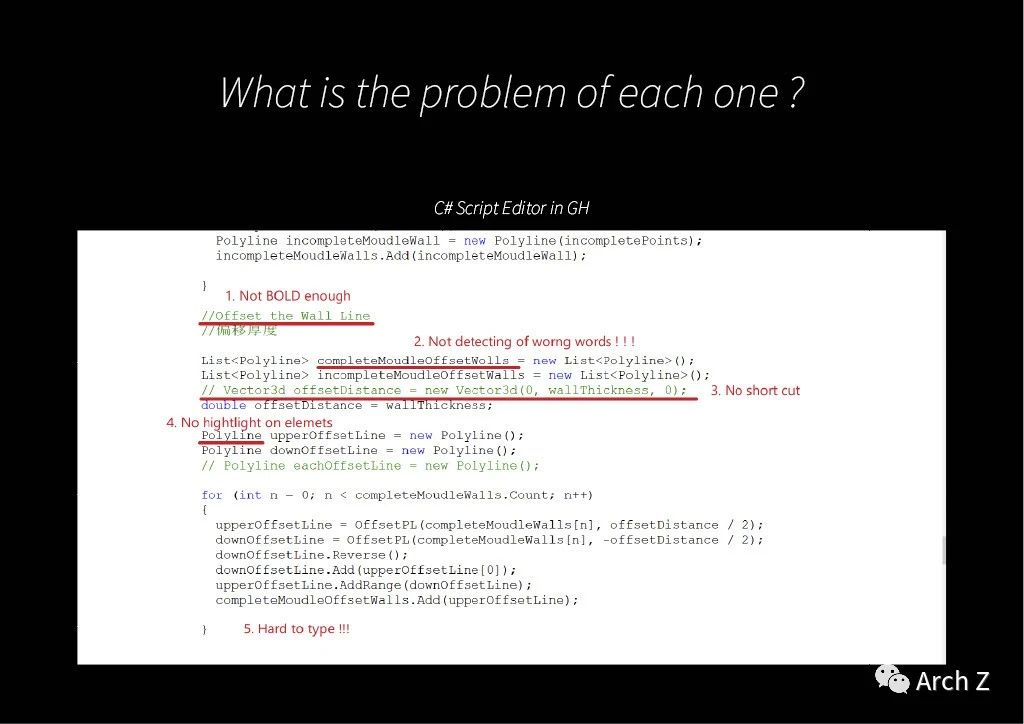 What is the problem of each one ?
C# Script Editor in GH
Polyline incompleteMoudleWall = new Polyline(incompletePoints);
incompleteMoudleWalls.Add(incompleteMoudleWall);
}
1. Not BOLD enough
//Offset the Wall Line
//偏移厚度
2. Not detecting of worng words ! ! !
List<Polyline> completeMoudleOffsetWolls = new List<Polyline>();
List<Polyline> incompleteMoudleOffsetWalls = new List<Polyline>();
// Vector3d offsetDistance = new Vector3d(0, wallThickness, 0);
3. No short cut
double offsetDistance = wallThickness;
4. No hightlight on elemets
Polyline upperOffsetLine = new Polyline();
Polyline downOffsetLine = new Polyline();
// Polyline eachOffsetLine = new Polyline();
for (int n = 0; n < completeMoudleWalls.Count; n++)
{
upperOffsetLine = OffsetPL(completeMoudleWalls[n], offsetDistance / 2);
downOffsetLine = OffsetPL(completeMoudleWalls[n], -offsetDistance / 2);
downOffsetLine.Reverse();
downOffsetLine.Add(upperOffsetLine[0]);
upperOffsetLine.AddRange(downOffsetLine);
completeMoudleOffsetWalls.Add(upperOffsetLine);
}
5. Hard to type !!!
Arch Z